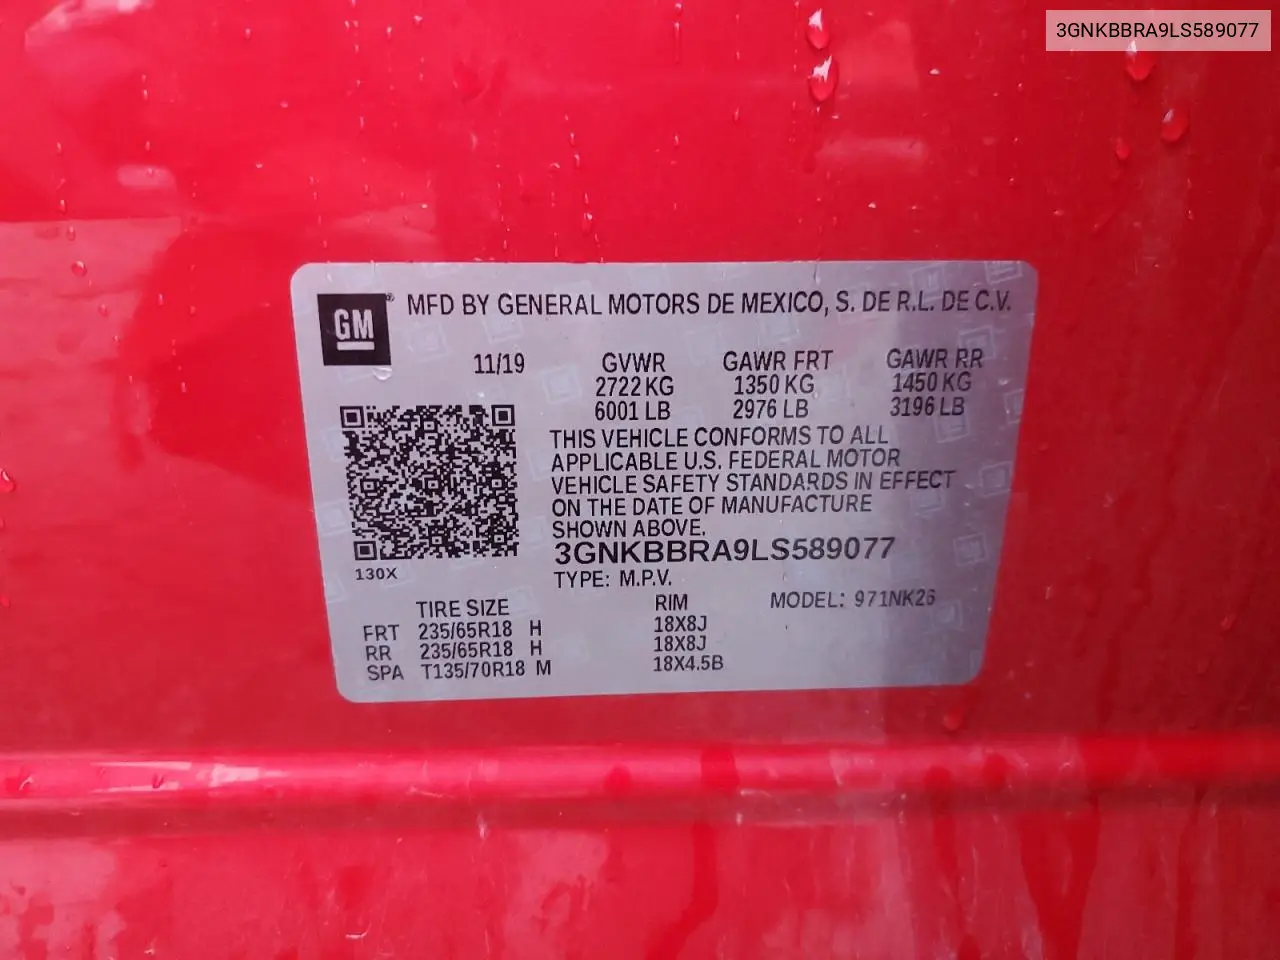 3GNKBBRA9LS589077
GM® MFD BY GENERAL MOTORS DE MEXICO, S. DE R.L. DE C.V.
11/19 GVWR GAWR FRT GAWR RR
2722 KG 1350 KG 1450 KG
6001 LB 2976 LB 3196 LB
THIS VEHICLE CONFORMS TO ALL
APPLICABLE U.S. FEDERAL MOTOR
VEHICLE SAFETY STANDARDS IN EFFECT
ON THE DATE OF MANUFACTURE
SHOWN ABOVE.
3GNKBBRA9LS589077
130X TYPE: M.P.V.
TIRE SIZE RIM MODEL: 971NK26
FRT 235/65R18 H 18X8J
RR 235/65R18 H 18X8J
SPA T135/70R18 M 18X4.5B